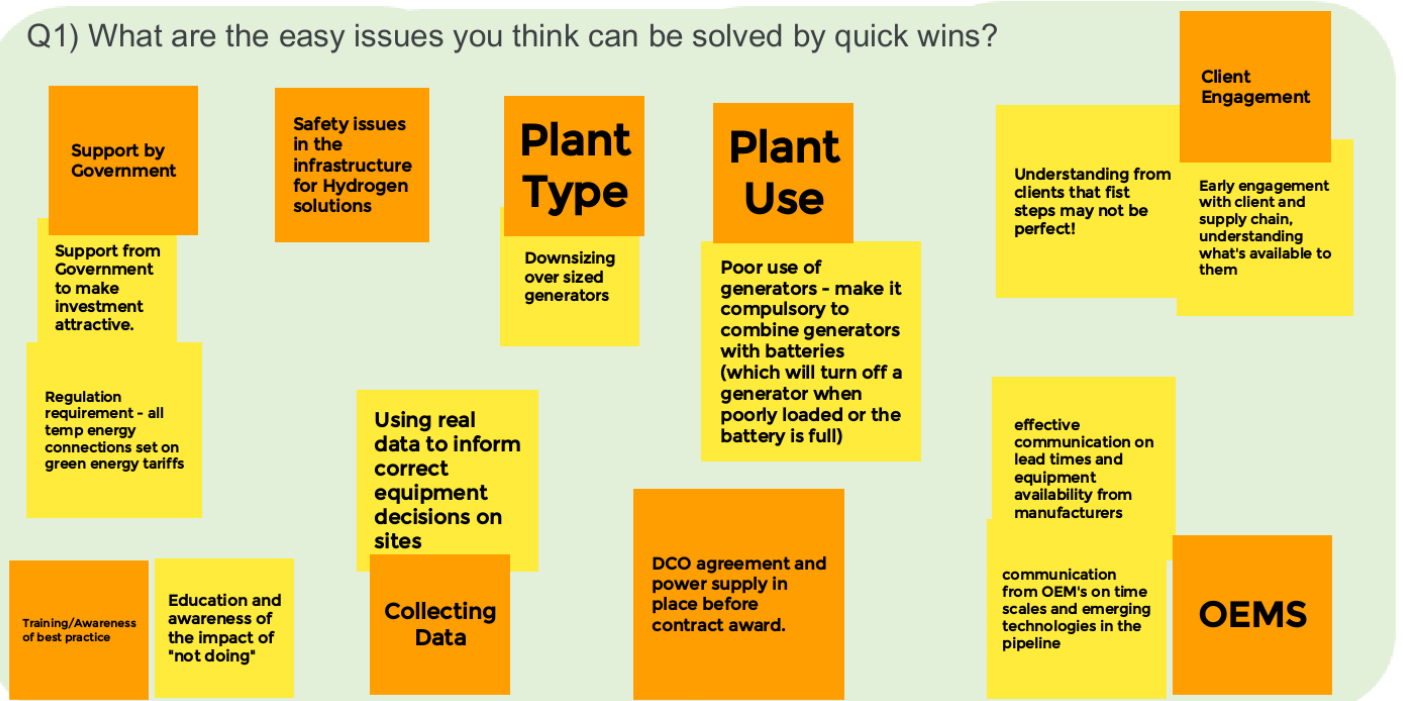 Q1) What are the easy issues you think can be solved by quick wins?
Support by
Government
Support from
Government
to make
investment
attractive.
Regulation
requirement - all
temp energy
connections set on
green energy tariffs
Safety issues
in the
infrastructure
for Hydrogen
solutions
Plant
Type
Downsizing
over sized
generators
Plant
Use
Poor use of
generators - make it
compulsory to
combine generators
with batteries
(which will turn off a
generator when
poorly loaded or the
battery is full)
Client
Engagement
Understanding from
clients that fist
steps may not be
perfect!
Early engagement
with client and
supply chain,
understanding
what's available to
them
Training/Awareness
of best practice
Education and
awareness of
the impact of
"not doing"
Using real
data to inform
correct
equipment
decisions on
sites
Collecting
Data
DCO agreement and
power supply in
place before
contract award.
effective
communication on
lead times and
equipment
availability from
manufacturers
communication
from OEM's on time
scales and emerging
technologies in the
pipeline
OEMS